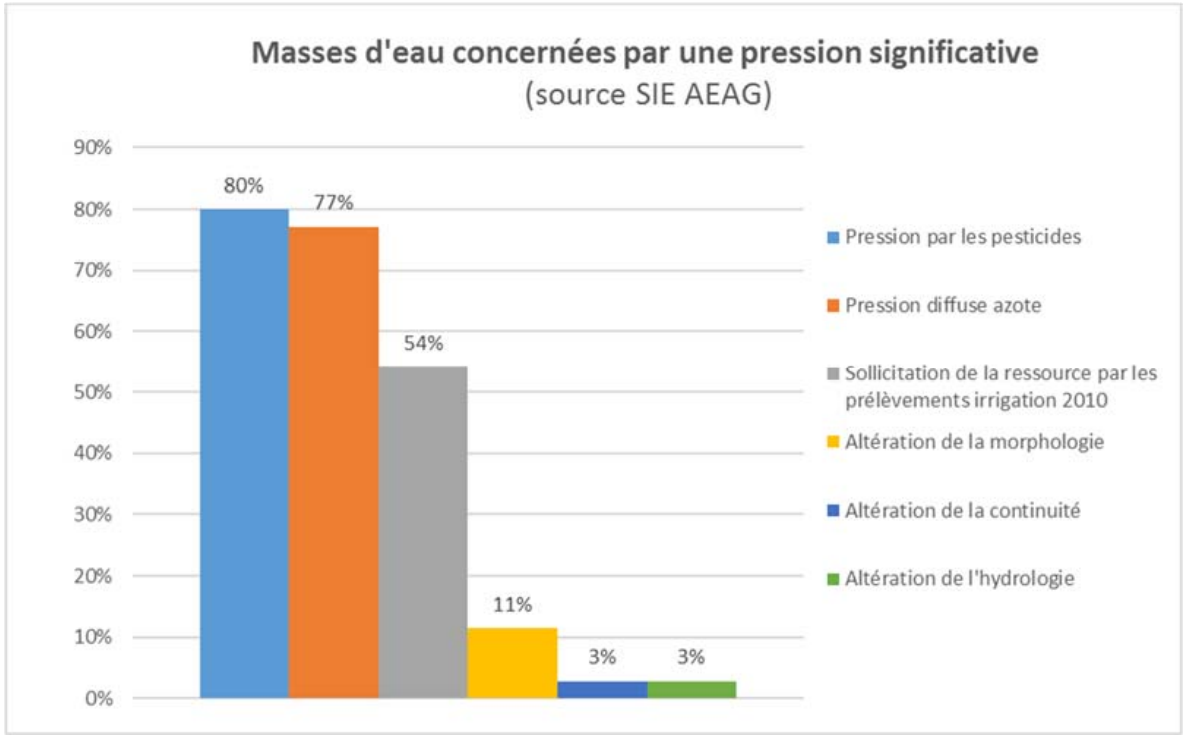 Masses d'eau concernées par une pression significative
(source SIE AEAG)
90%
80%
70%
60%
50%
40%
30%
20%
10%
0%
80%
77%
54%
11%
3%
3%
Pression par les pesticides
Pression diffuse azote
Sollicitation de la ressource par les
prélèvements irrigation 2010
Altération de la morphologie
Altération de la continuité
Altération de l'hydrologie